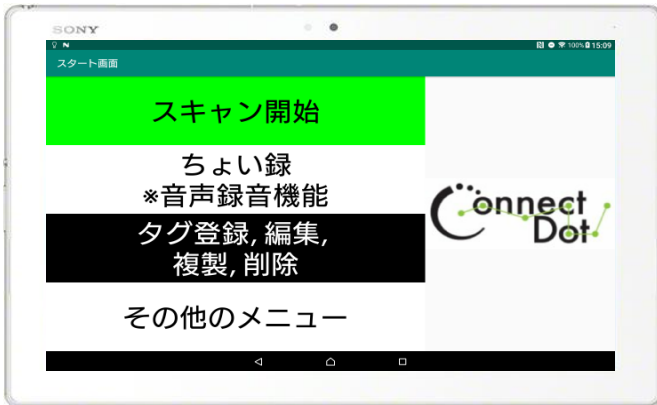 SONY
100% 15:09
スタート画面
スキャン開始
ちょい録
※音声録音機能
タグ登録, 編集,
複製, 削除
その他のメニュー
Connect
Dot